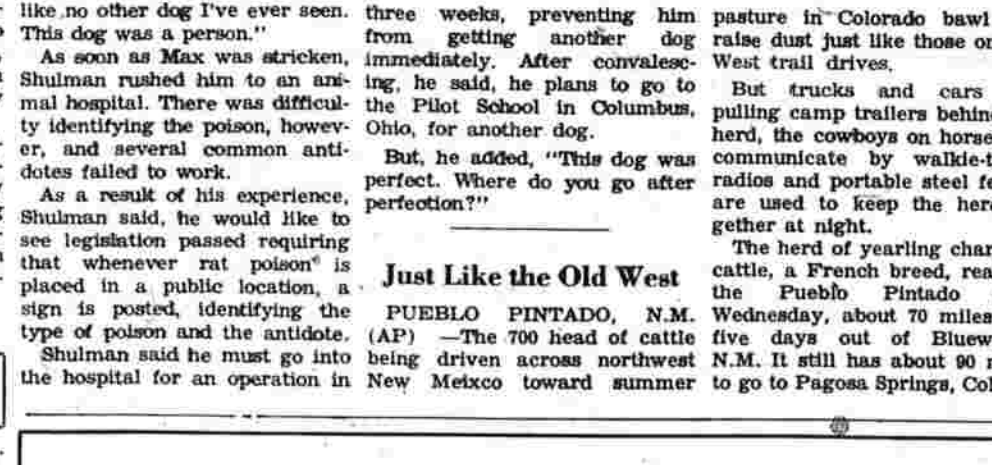 like no other dog I've ever seen.
This dog was a person."
As soon as Max was stricken,
Shulman rushed him to an ani-
mal hospital. There was difficul-
ty identifying the poison, howev-
er, and several common anti-
dotes failed to work.
As a result of his experience,
Shulman said, he would like to
see legislation passed requiring
that whenever rat poison is
placed in a public location, a
sign is posted, identifying the
type of poison and the antidote.
Shulman said he must go into
the hospital for an operation in
three weeks, preventing him
from getting another dog
immediately. After convalesc-
ing, he said, he plans to go to
the Pilot School in Columbus,
Ohio, for another dog.
But, he added, "This dog was
perfect. Where do you go after
perfection?"
Just Like the Old West
PUEBLO PINTADO, N.M.
(AP) —The 700 head of cattle
being driven across northwest
New Meixco toward summer
pasture in Colorado bawl
raise dust just like those
West trail drives.
But trucks and cars
pulling camp trailers
herd, the cowboys on
communicate by
radios and portable steel
are used to keep the
gether at night.
The herd of yearling
cattle, a French breed,
the Pueblo Pintado
Wednesday, about 70 miles
five days out of
N.M. It still has about 90
to go to Pagosa Springs,